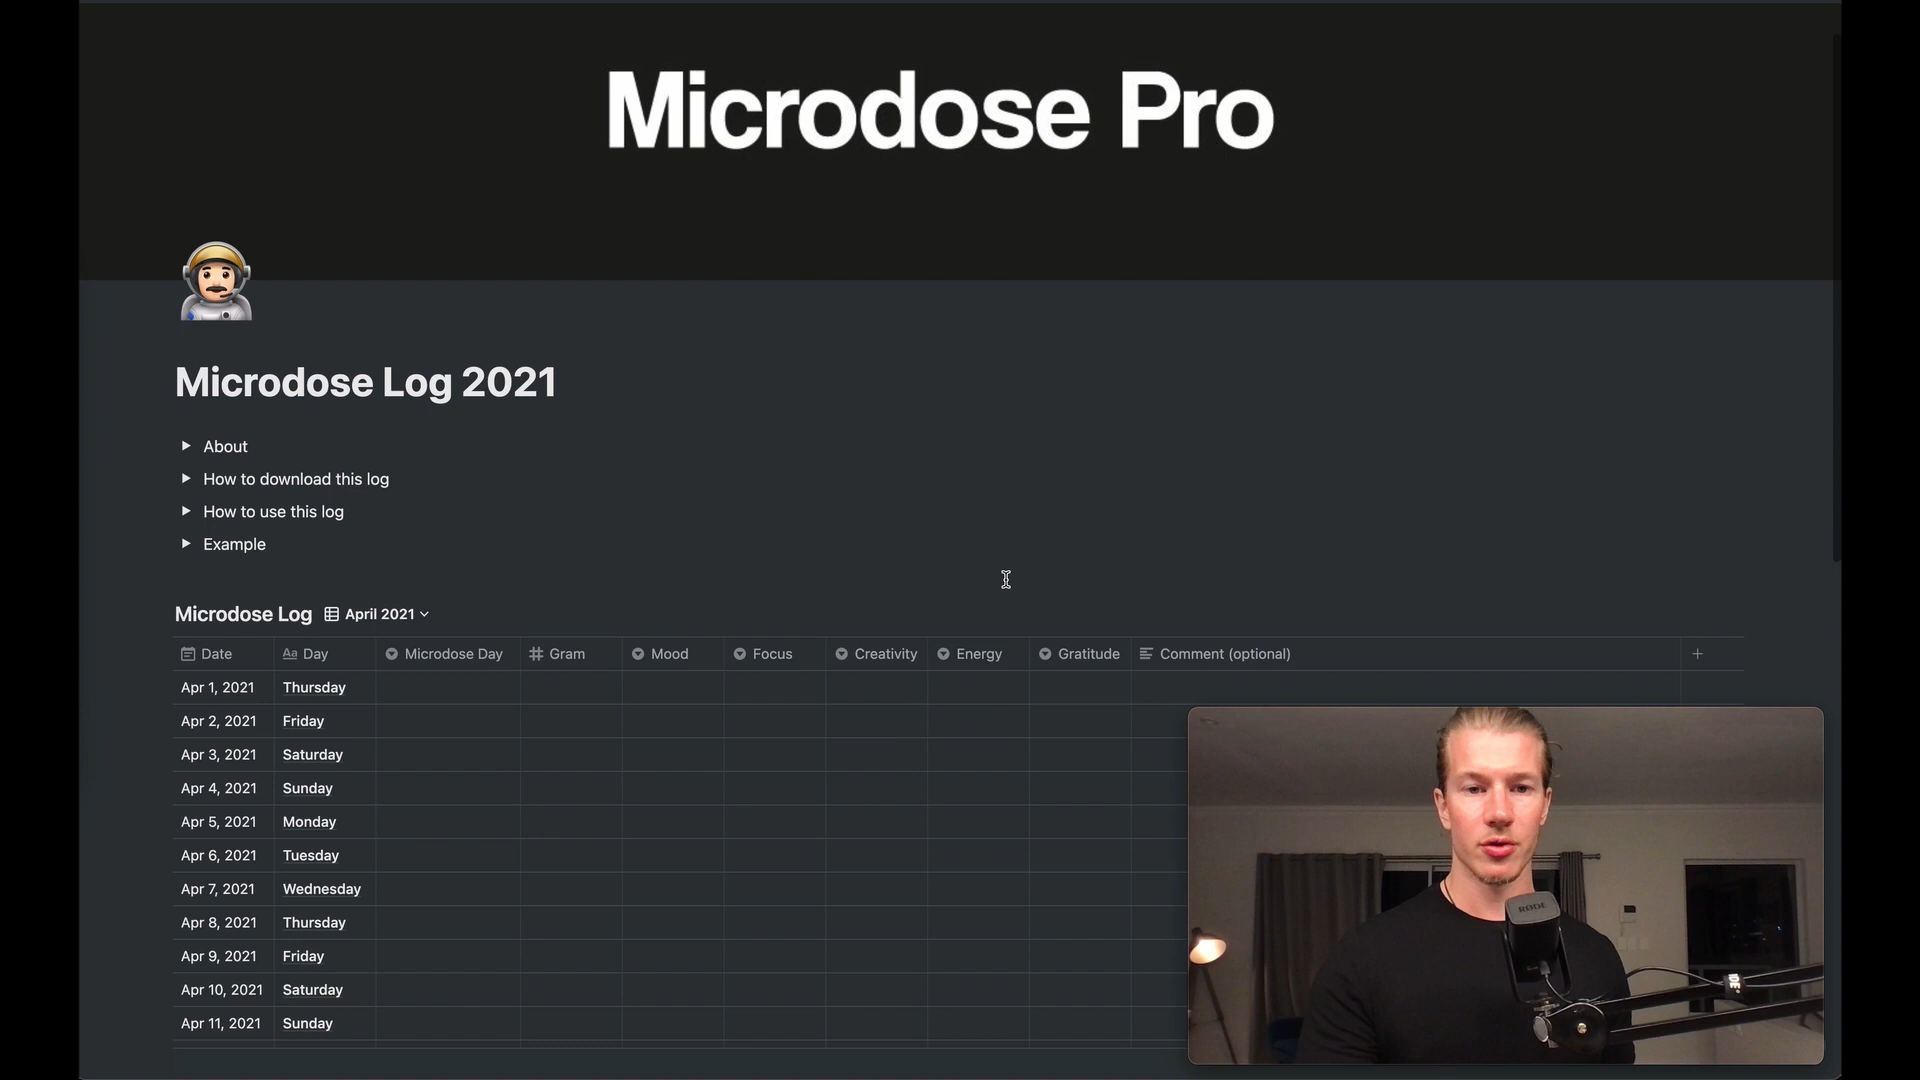 Microdose Pro
Microdose Log 2021
About
How to download this log
How to use this log
Example
Microdose Log April 2021
Date Aa Day Microdose Day Gram Mood Focus Creativity Energy Gratitude Comment (optional)
Apr 1, 2021 Thursday
Apr 2, 2021 Friday
Apr 3, 2021 Saturday
Apr 4, 2021 Sunday
Apr 5, 2021 Monday
Apr 6, 2021 Tuesday
Apr 7, 2021 Wednesday
Apr 8, 2021 Thursday
Apr 9, 2021 Friday
Apr 10, 2021 Saturday
Apr 11, 2021 Sunday
RØDE